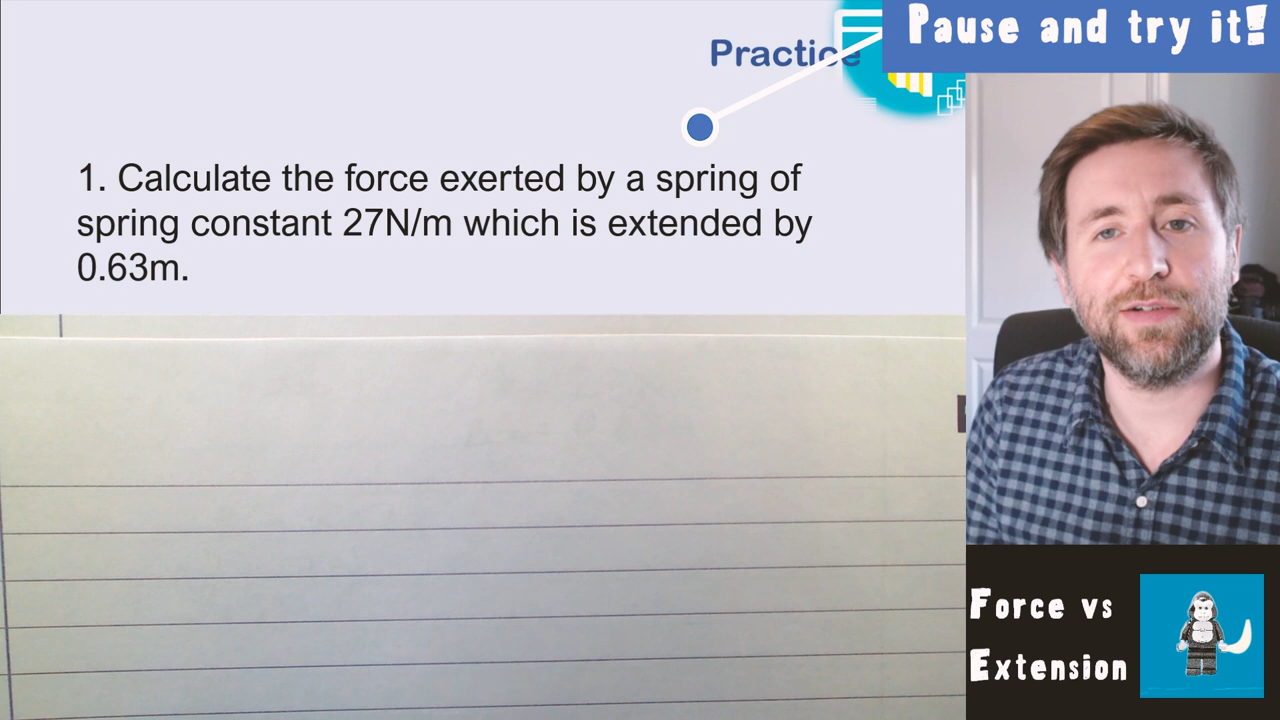 Practice
Pause and try it!
1. Calculate the force exerted by a spring of
spring constant 27N/m which is extended by
0.63m.
Force vs
Extension